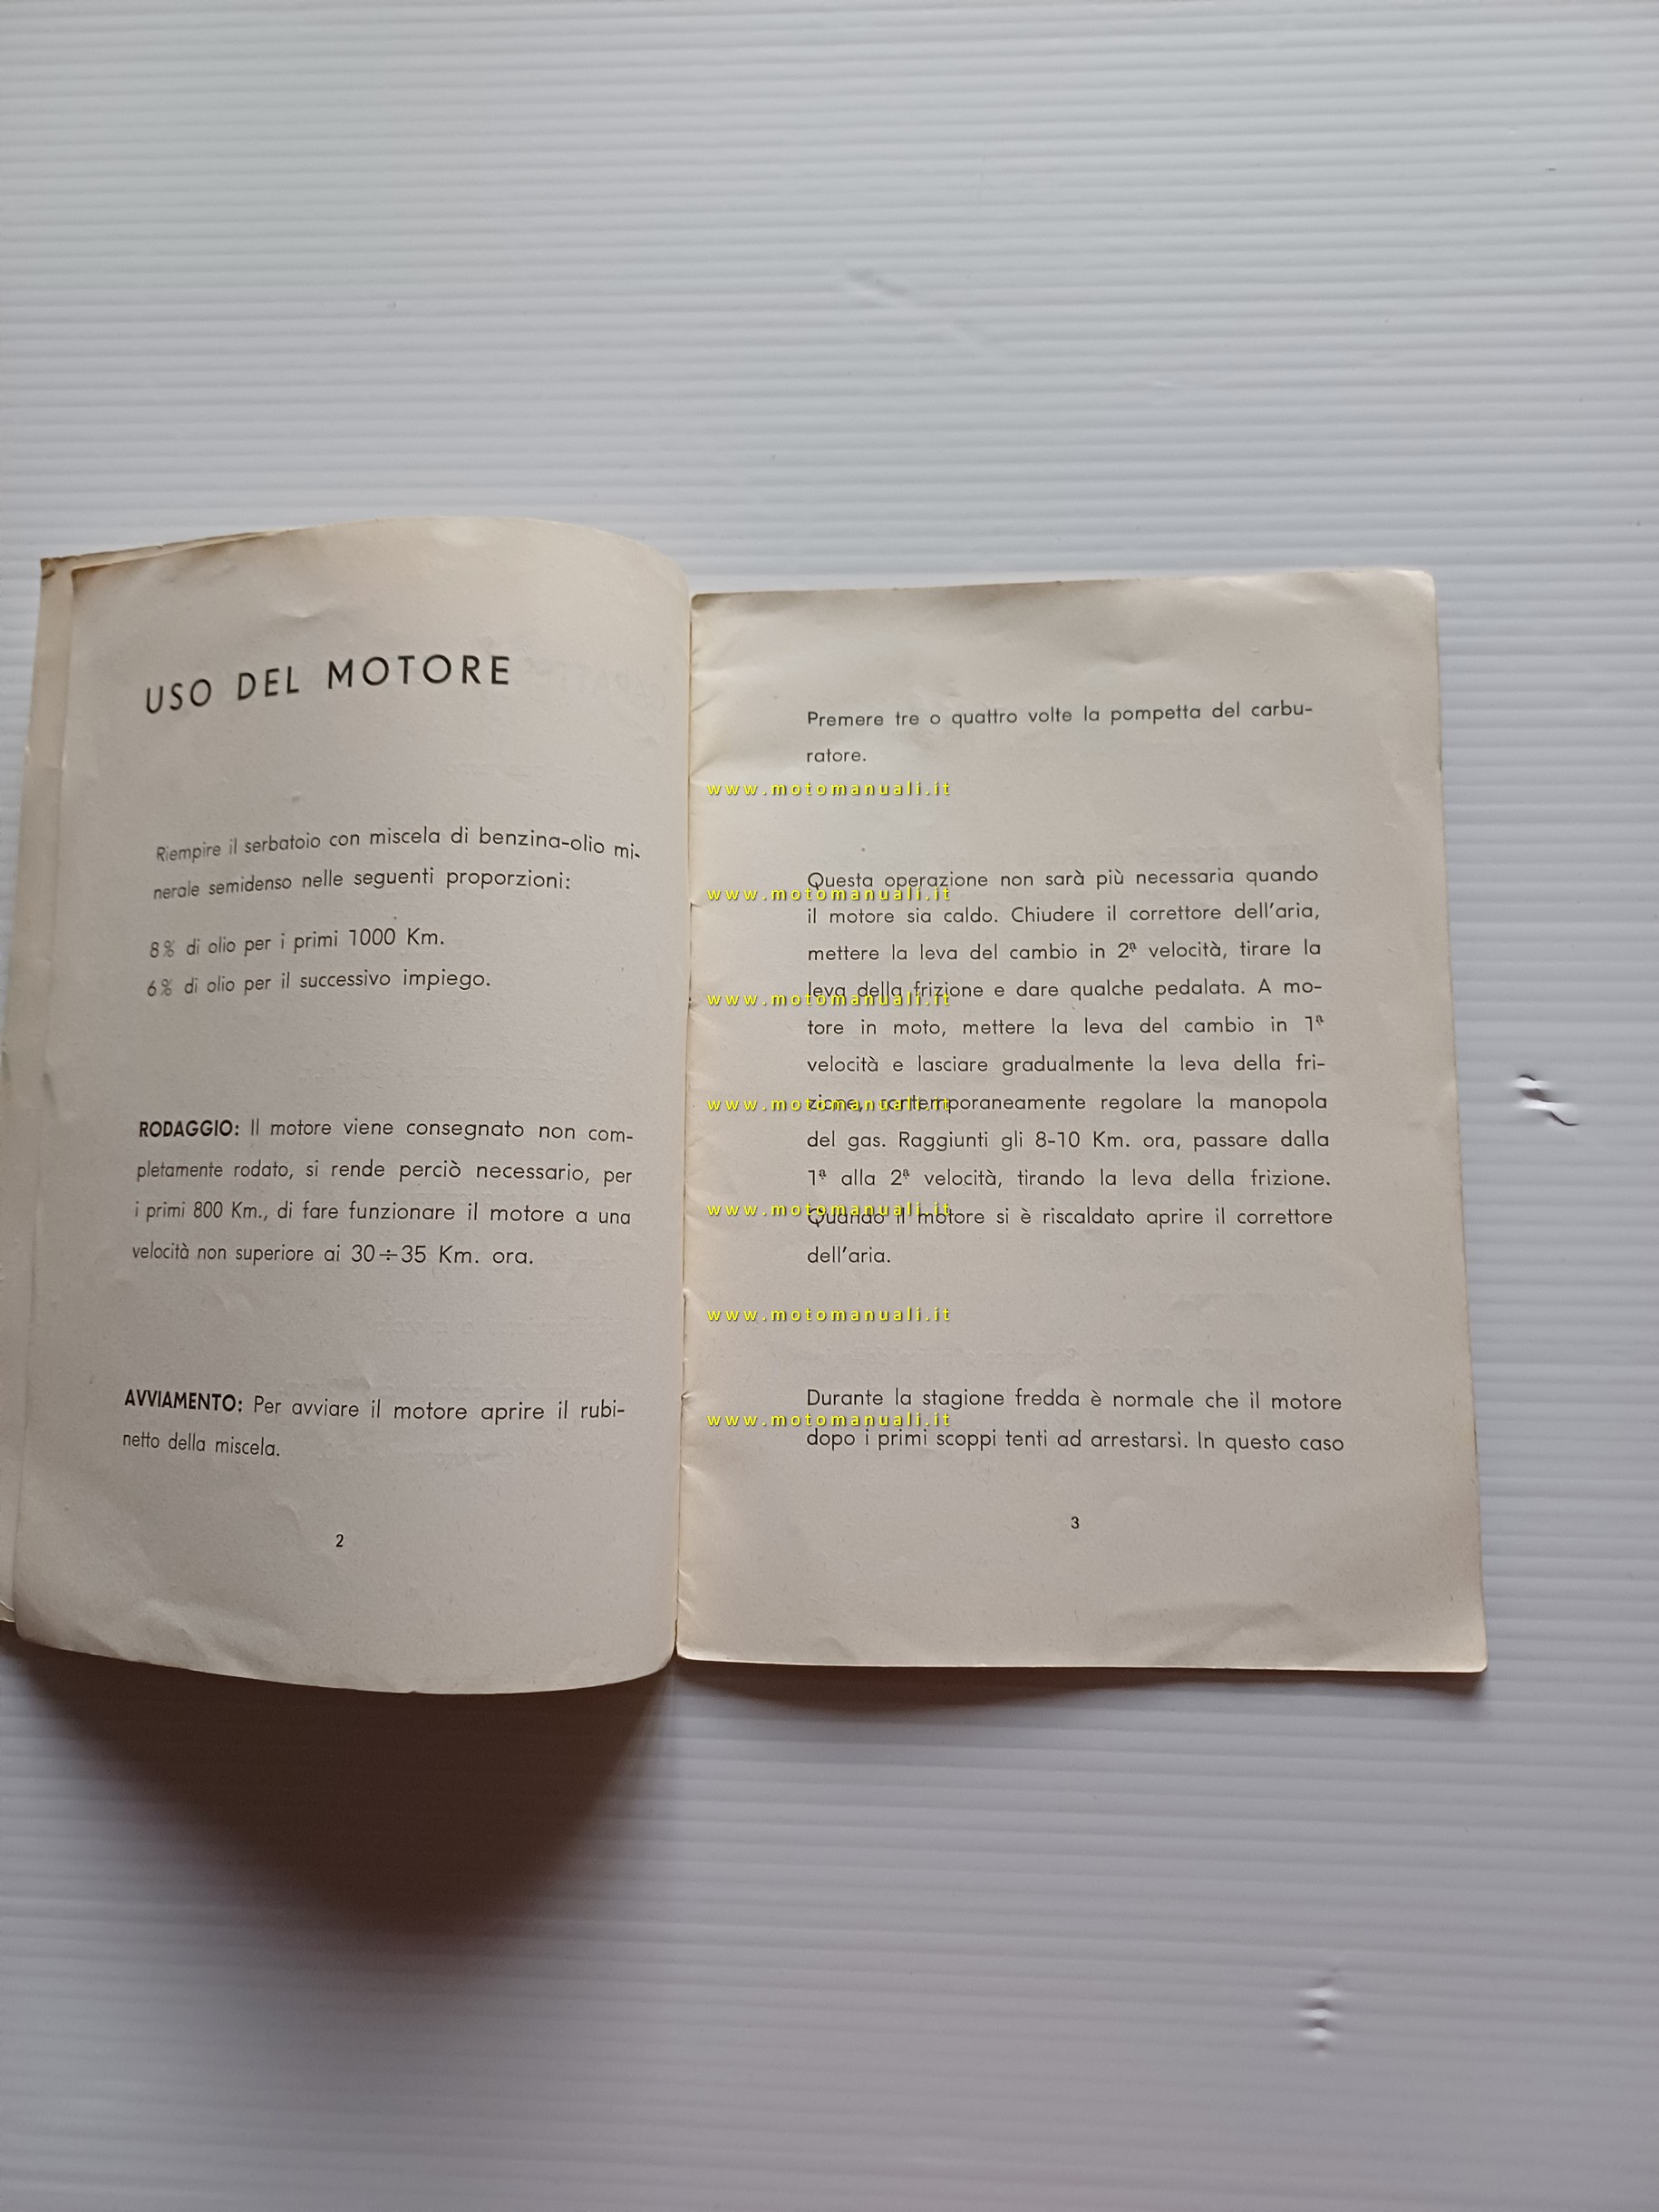 USO DEL MOTORE
Riempire il serbatoio con miscela di benzina-olio mi-
nerale semidenso nelle seguenti proporzioni:
8% di olio per i primi 1000 Km.
6% di olio per il successivo impiego.
RODAGGIO: Il motore viene consegnato non com-
pletamente rodato, si rende perciò necessario, per
i primi 800 Km., di fare funzionare il motore a una
velocità non superiore ai 30÷35 Km. ora.
AVVIAMENTO: Per avviare il motore aprire il rubi-
netto della miscela.
2
Premere tre o quattro volte la pompetta del carbu-
ratore.
www.motomanuali.it
Questa operazione non sarà più necessaria quando
www.motomanuali.it
il motore sia caldo. Chiudere il correttore dell'aria,
mettere la leva del cambio in 2ª velocità, tirare la
leva della frizione e dare qualche pedalata. A mo-
www.motomanuali.it
tore in moto, mettere la leva del cambio in 1ª
velocità e lasciare gradualmente la leva della fri-
zione, contemporaneamente regolare la manopola
www.motomanuali.it
del gas. Raggiunti gli 8-10 Km. ora, passare dalla
1ª alla 2ª velocità, tirando la leva della frizione.
www.motomanuali.it
Quando il motore si è riscaldato aprire il correttore
dell'aria.
www.motomanuali.it
Durante la stagione fredda è normale che il motore
www.motomanuali.it
dopo i primi scoppi tenti ad arrestarsi. In questo caso
3